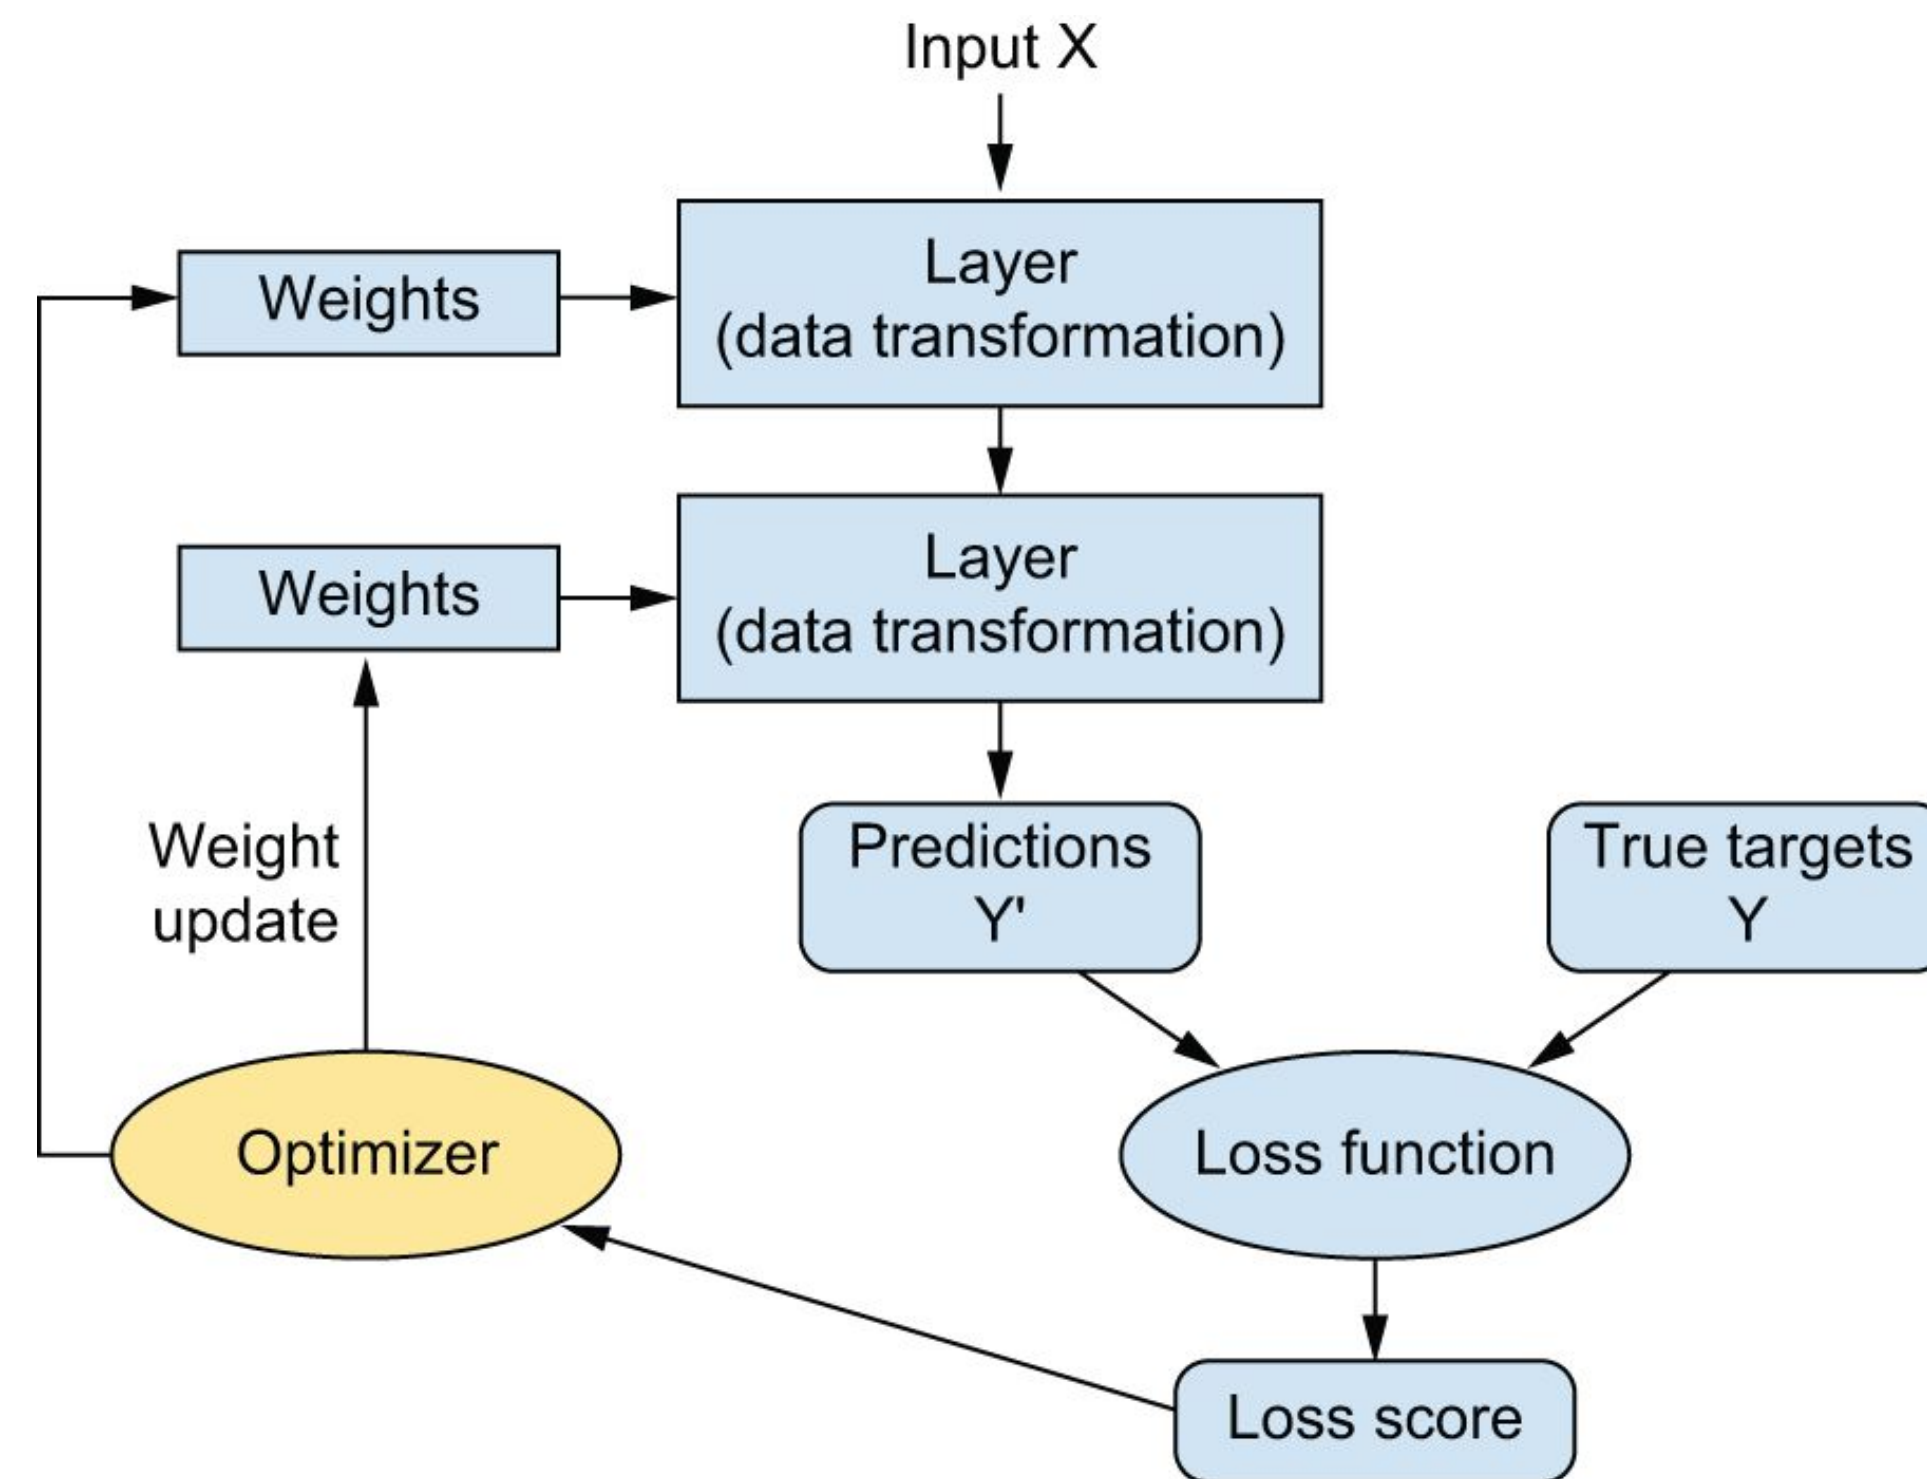 Input X
Weights
Layer
(data transformation)
Weights
Layer
(data transformation)
Weight
update
Predictions
Y'
True targets
Y
Optimizer
Loss function
Loss score